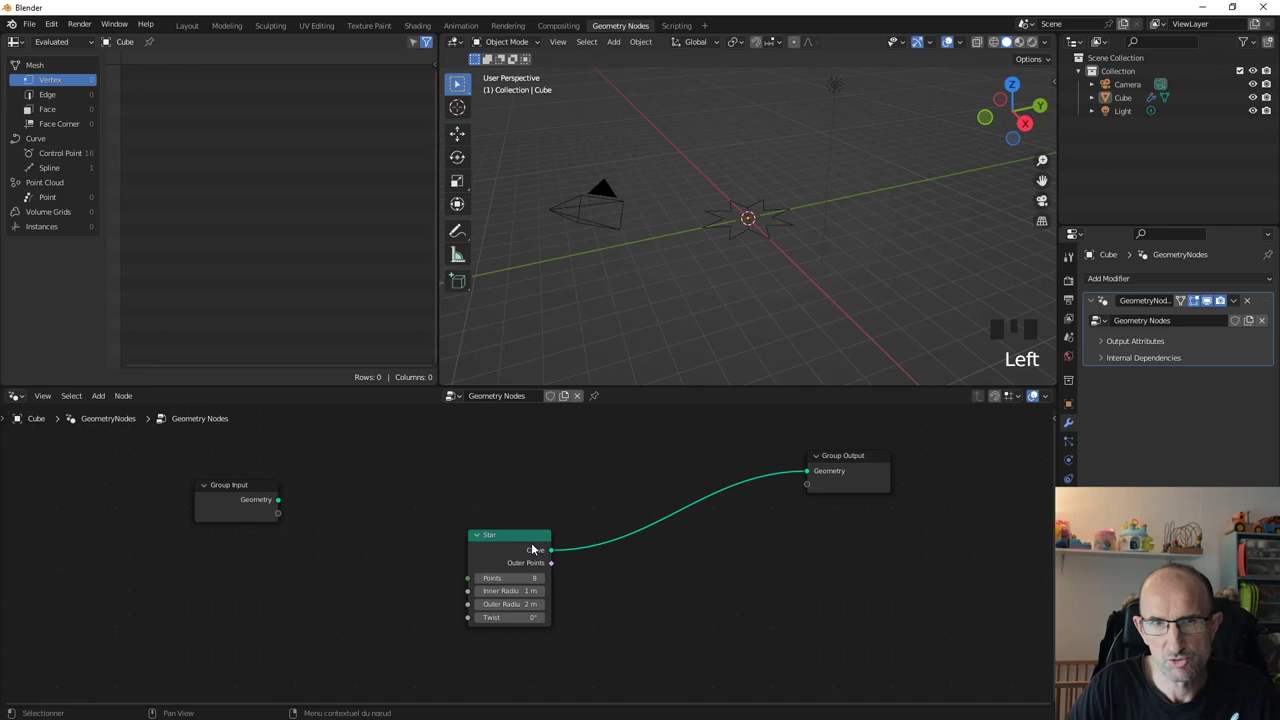 Blender
File Edit Render Window Help
Layout Modeling Sculpting UV Editing Texture Paint Shading Animation Rendering Compositing Geometry Nodes Scripting +
Scene
ViewLayer
Evaluated
Cube
Mesh
Vertex 0
Edge 0
Face 0
Face Corner 0
Curve
Control Point 16
Spline 1
Point Cloud
Point 0
Volume Grids 0
Instances 0
Rows: 0 | Columns: 0
Object Mode View Select Add Object Global
Options
User Perspective
(1) Collection | Cube
Z
Y
X
Left
Scene Collection
Collection
Camera
Cube
Light
Cube
GeometryNodes
Add Modifier
GeometryNod..
Geometry Nodes
Output Attributes
Internal Dependencies
View Select Add Node
Geometry Nodes
Cube > GeometryNodes > Geometry Nodes
Group Input
Geometry
Star
Outer Points
Points 8
Inner Radiu 1 m
Outer Radiu 2 m
Twist 0°
Group Output
Geometry
Sélectionner
Pan View
Menu contextuel du nœud